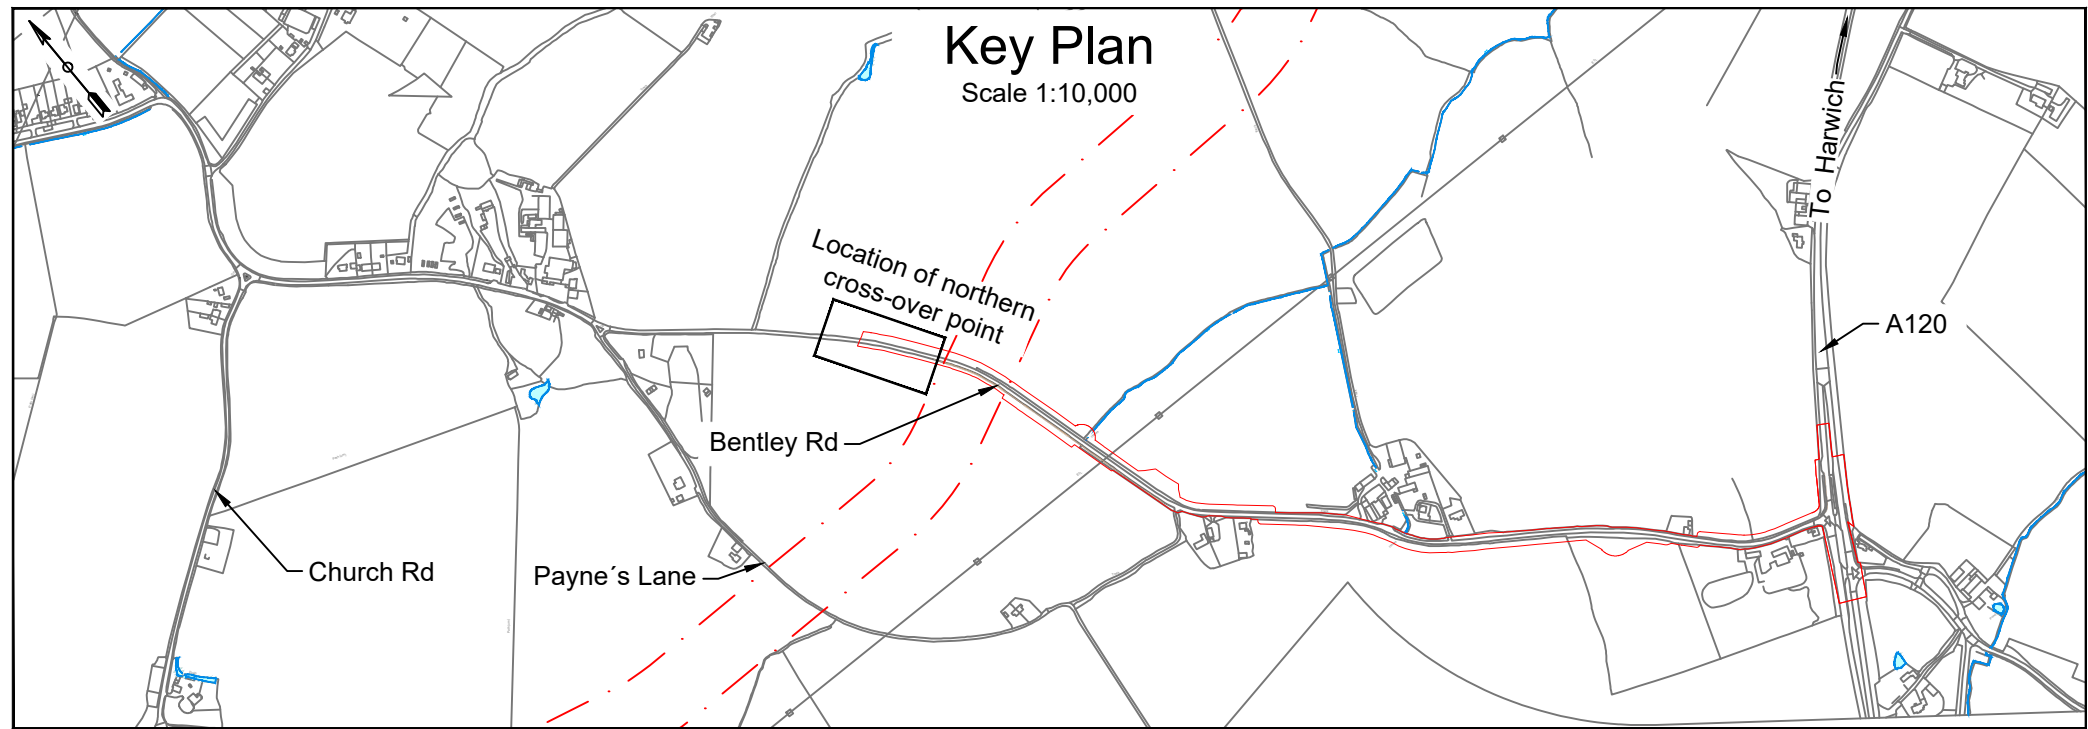 Key Plan
Scale 1:10,000
To Harwich
Location of northern
cross-over point
A120
Bentley Rd
Church Rd
Payne´s Lane